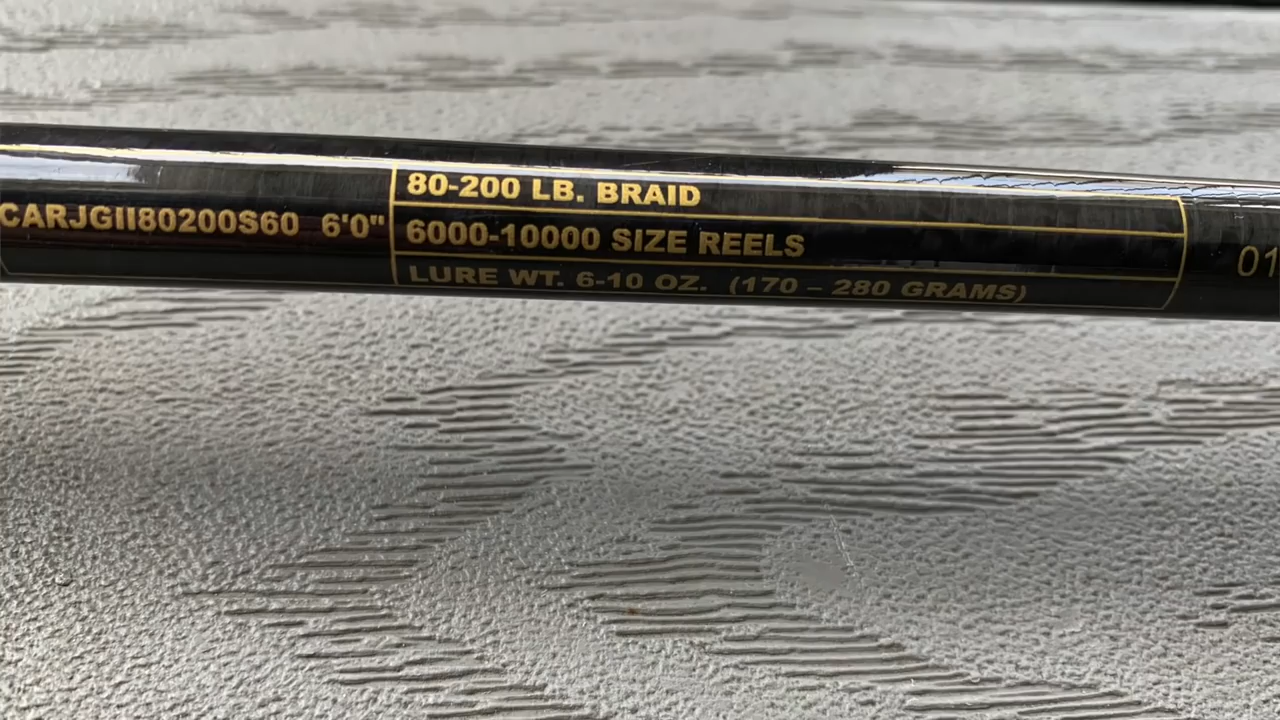 CARJGII80200S60 6'0"
80-200 LB. BRAID
6000-10000 SIZE REELS
LURE WT. 6-10 OZ. (170 – 280 GRAMS)
01